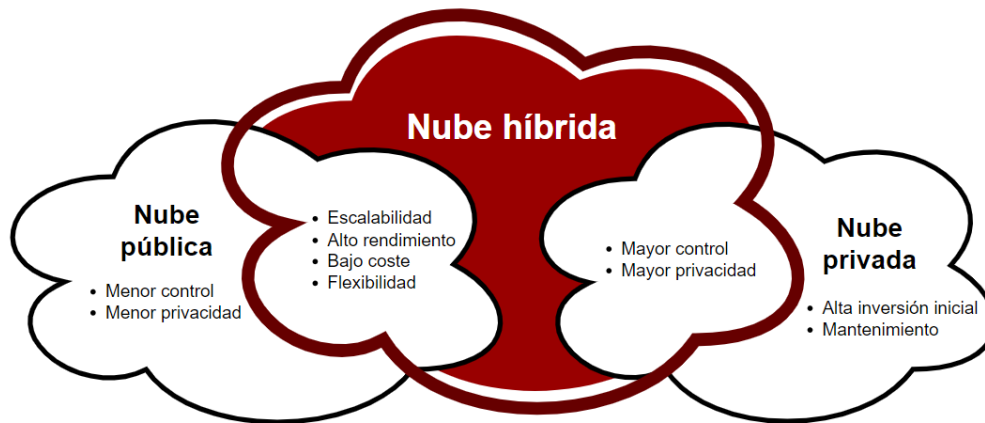 Nube híbrida
Nube
pública
• Menor control
• Menor privacidad
• Escalabilidad
• Alto rendimiento
• Bajo coste
• Flexibilidad
• Mayor control
• Mayor privacidad
Nube
privada
• Alta inversión inicial
• Mantenimiento